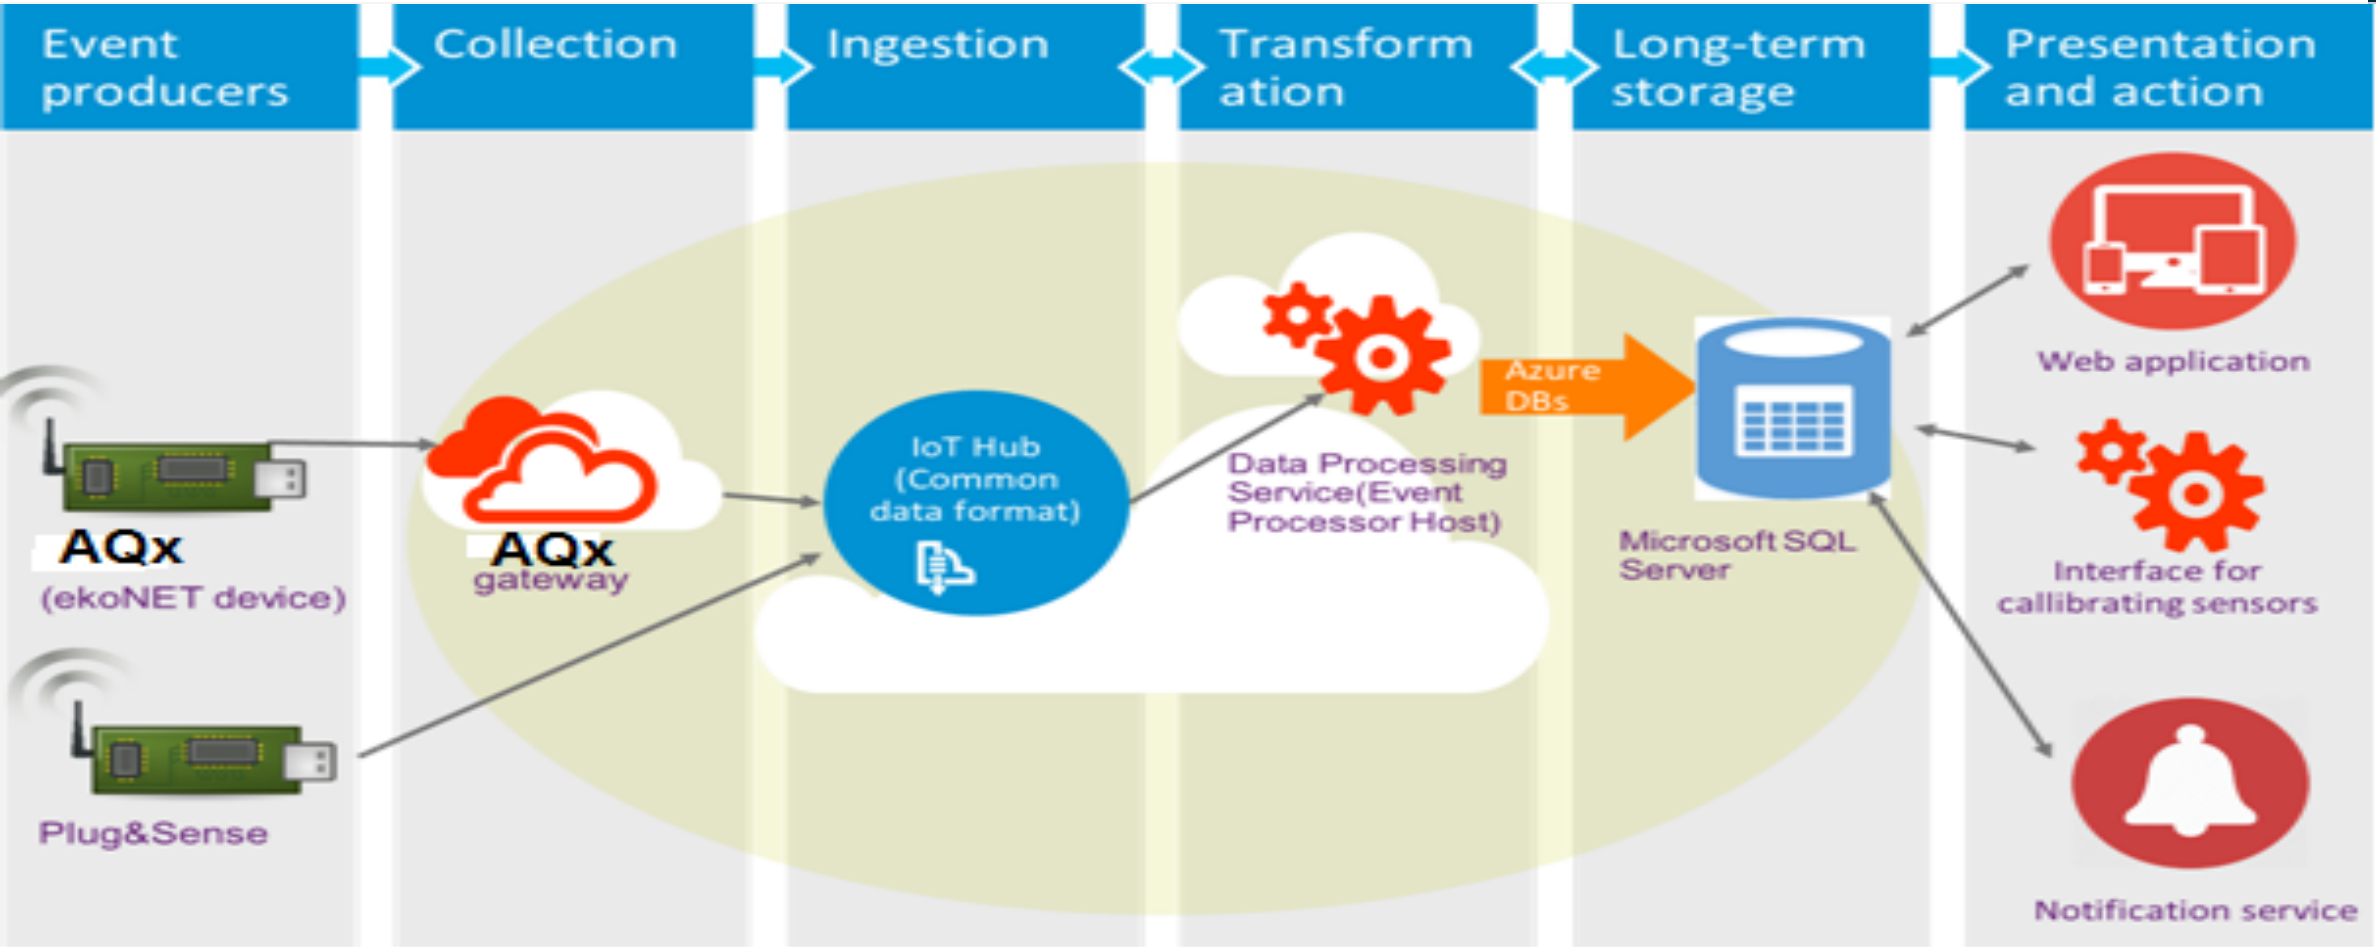 Event
producers
Collection
Ingestion
Transform
ation
Long-term
storage
Presentation
and action
AQx
(ekoNET device)
Plug&Sense
AQx
gateway
IoT Hub
(Common
data format)
Data Processing
Service(Event
Processor Host)
Azure
DBs
Microsoft SQL
Server
Web application
Interface for
callibrating sensors
Notification service